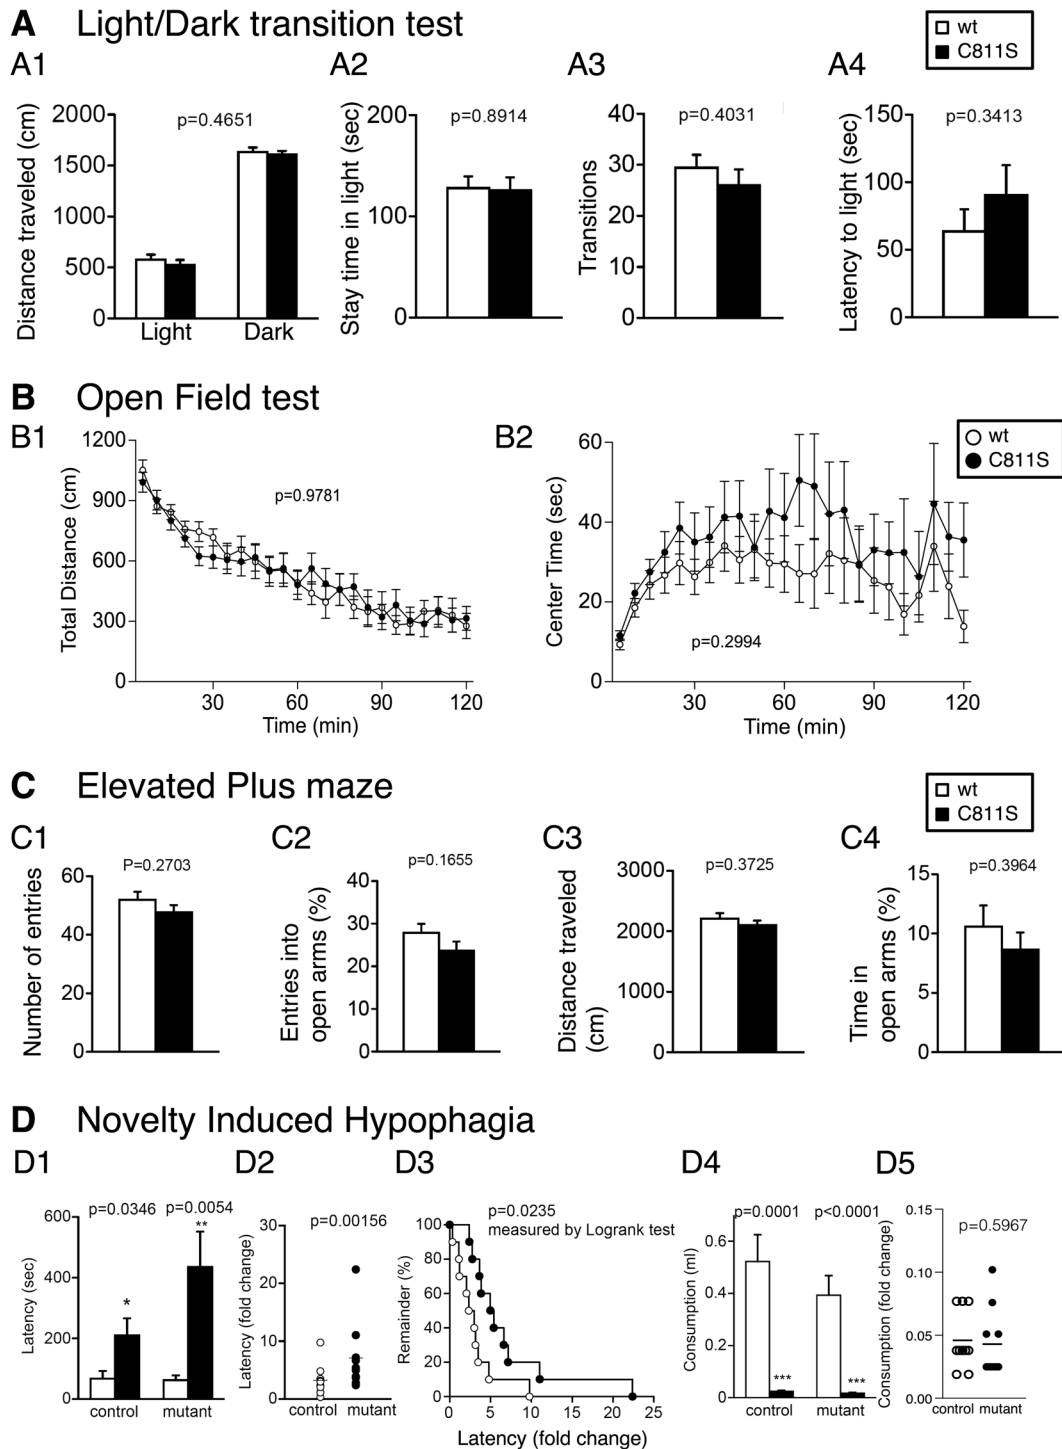 A Light/Dark transition test
wt
C811S
A1
A2
A3
A4
Distance traveled (cm)
2000
1500
1000
500
0
p=0.4651
Light
Dark
Stay time in light (sec)
200
100
0
p=0.8914
Transitions
40
30
20
10
0
p=0.4031
Latency to light (sec)
150
100
50
0
p=0.3413
B Open Field test
wt
C811S
B1
B2
Total Distance (cm)
1200
900
600
300
0
p=0.9781
30
60
90
120
Time (min)
Center Time (sec)
60
40
20
0
p=0.2994
30
60
90
120
Time (min)
C Elevated Plus maze
wt
C811S
C1
C2
C3
C4
Number of entries
60
40
20
0
P=0.2703
Entries into
open arms (%)
40
30
20
10
0
p=0.1655
Distance traveled
(cm)
3000
2000
1000
0
p=0.3725
Time in
open arms (%)
15
10
5
0
p=0.3964
D Novelty Induced Hypophagia
D1
D2
D3
D4
D5
Latency (sec)
600
400
200
0
p=0.0346
p=0.0054
*
**
control
mutant
Latency (fold change)
30
20
10
0
p=0.00156
control
mutant
Remainder (%)
100
80
60
40
20
0
p=0.0235
measured by Logrank test
0
5
10
15
20
25
Latency (fold change)
Consumption (ml)
0.6
0.4
0.2
0
p=0.0001
p<0.0001
***
***
control
mutant
Consumption (fold change)
0.15
0.10
0.05
0.00
p=0.5967
control
mutant